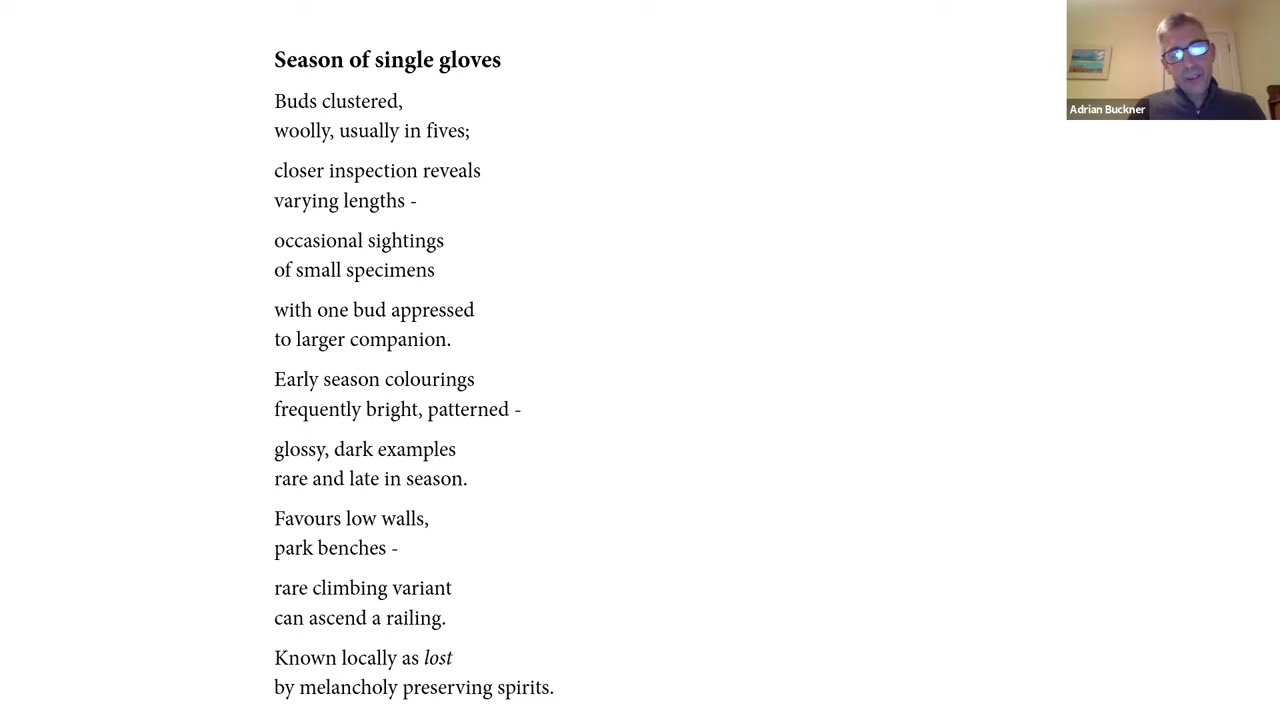 Season of single gloves
Buds clustered,
woolly, usually in fives;
closer inspection reveals
varying lengths -
occasional sightings
of small specimens
with one bud appressed
to larger companion.
Early season colourings
frequently bright, patterned -
glossy, dark examples
rare and late in season.
Favours low walls,
park benches -
rare climbing variant
can ascend a railing.
Known locally as lost
by melancholy preserving spirits.
Adrian Buckner